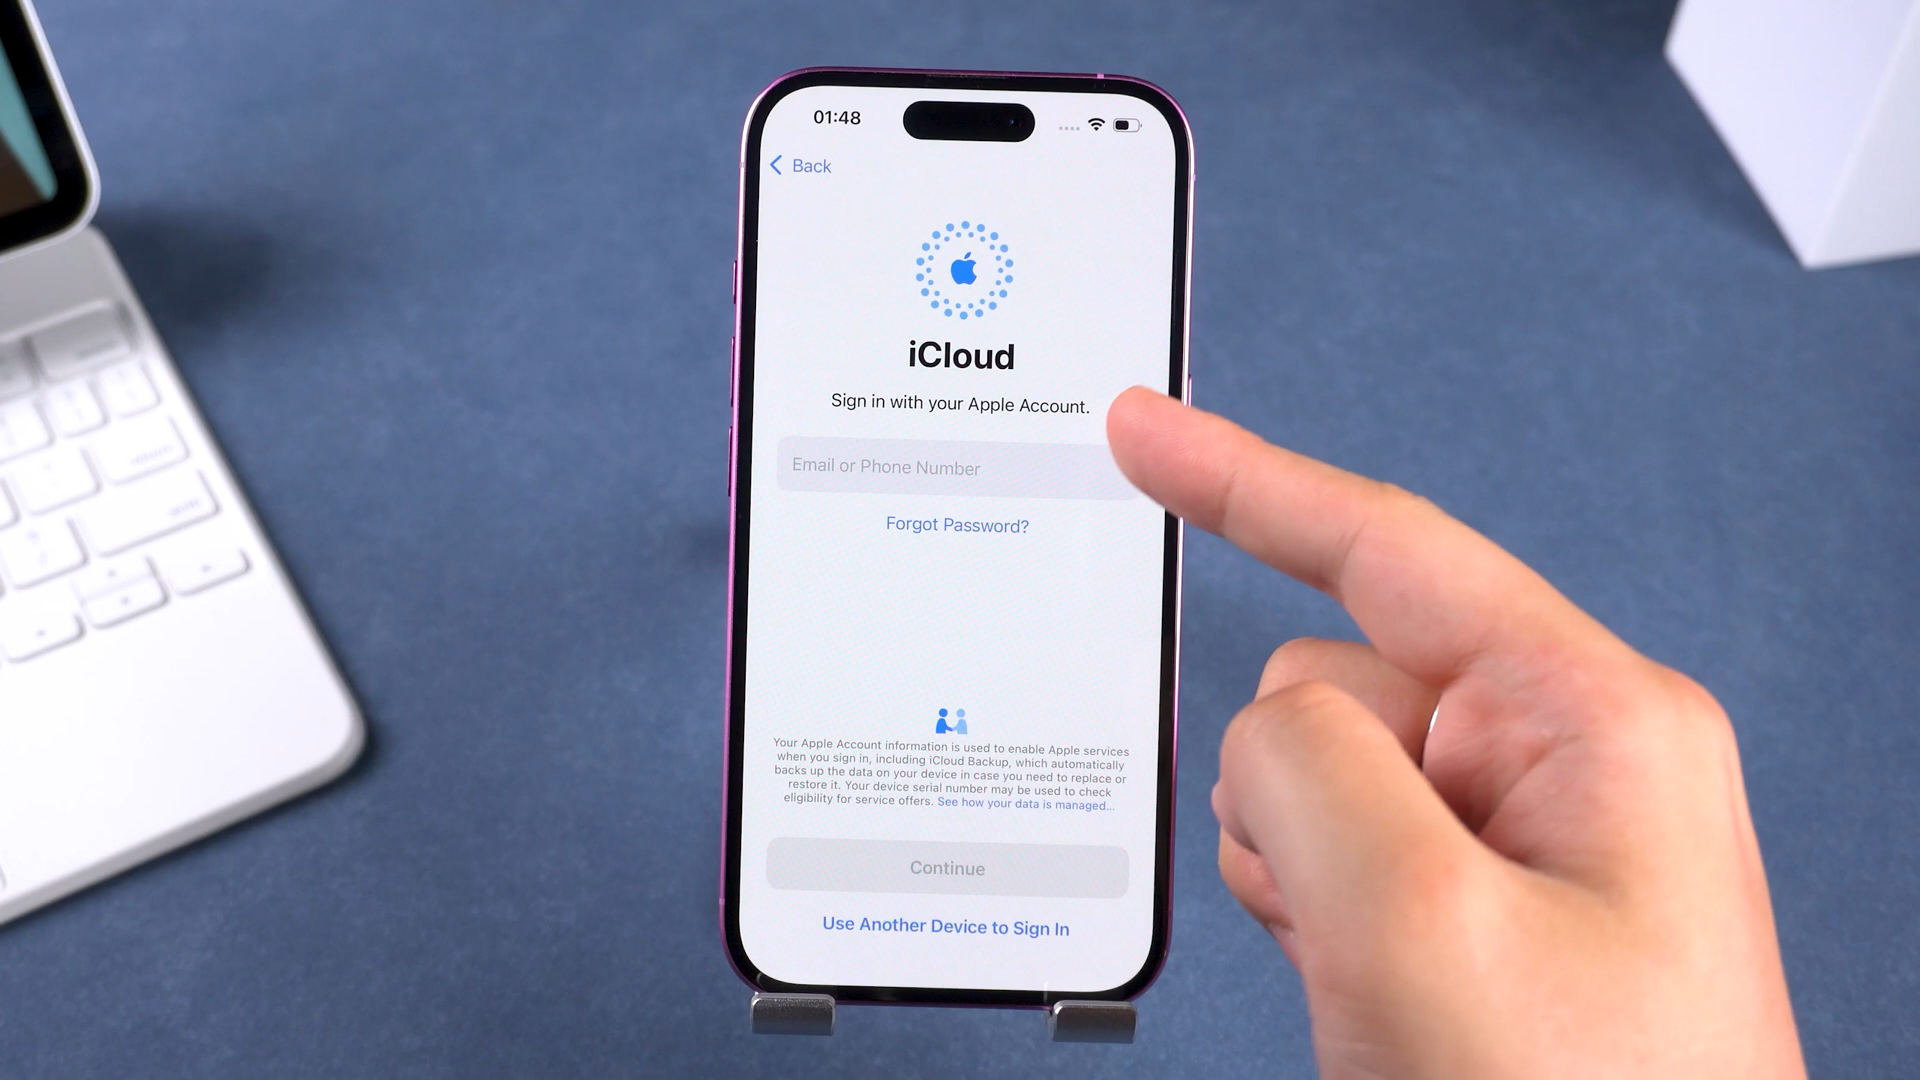 01:48
Back
iCloud
Sign in with your Apple Account.
Email or Phone Number
Forgot Password?
Your Apple Account information is used to enable Apple services
when you sign in, including iCloud Backup, which automatically
backs up the data on your device in case you need to replace or
restore it. Your device serial number may be used to check
eligibility for service offers. See how your data is managed...
Continue
Use Another Device to Sign In